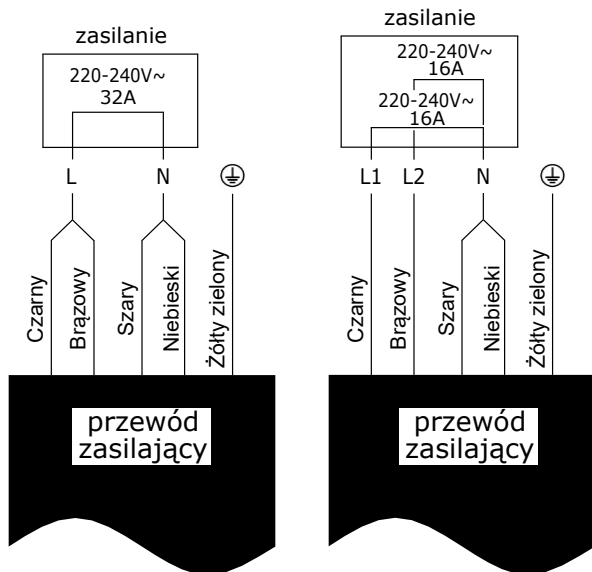 zasilanie
220-240V~
32A
L N
Czarny
Brązowy
Szary
Niebieski
Żółty zielony
przewód
zasilający
zasilanie
220-240V~
16A
220-240V~
16A
L1 L2 N
Czarny
Brązowy
Szary
Niebieski
Żółty zielony
przewód
zasilający